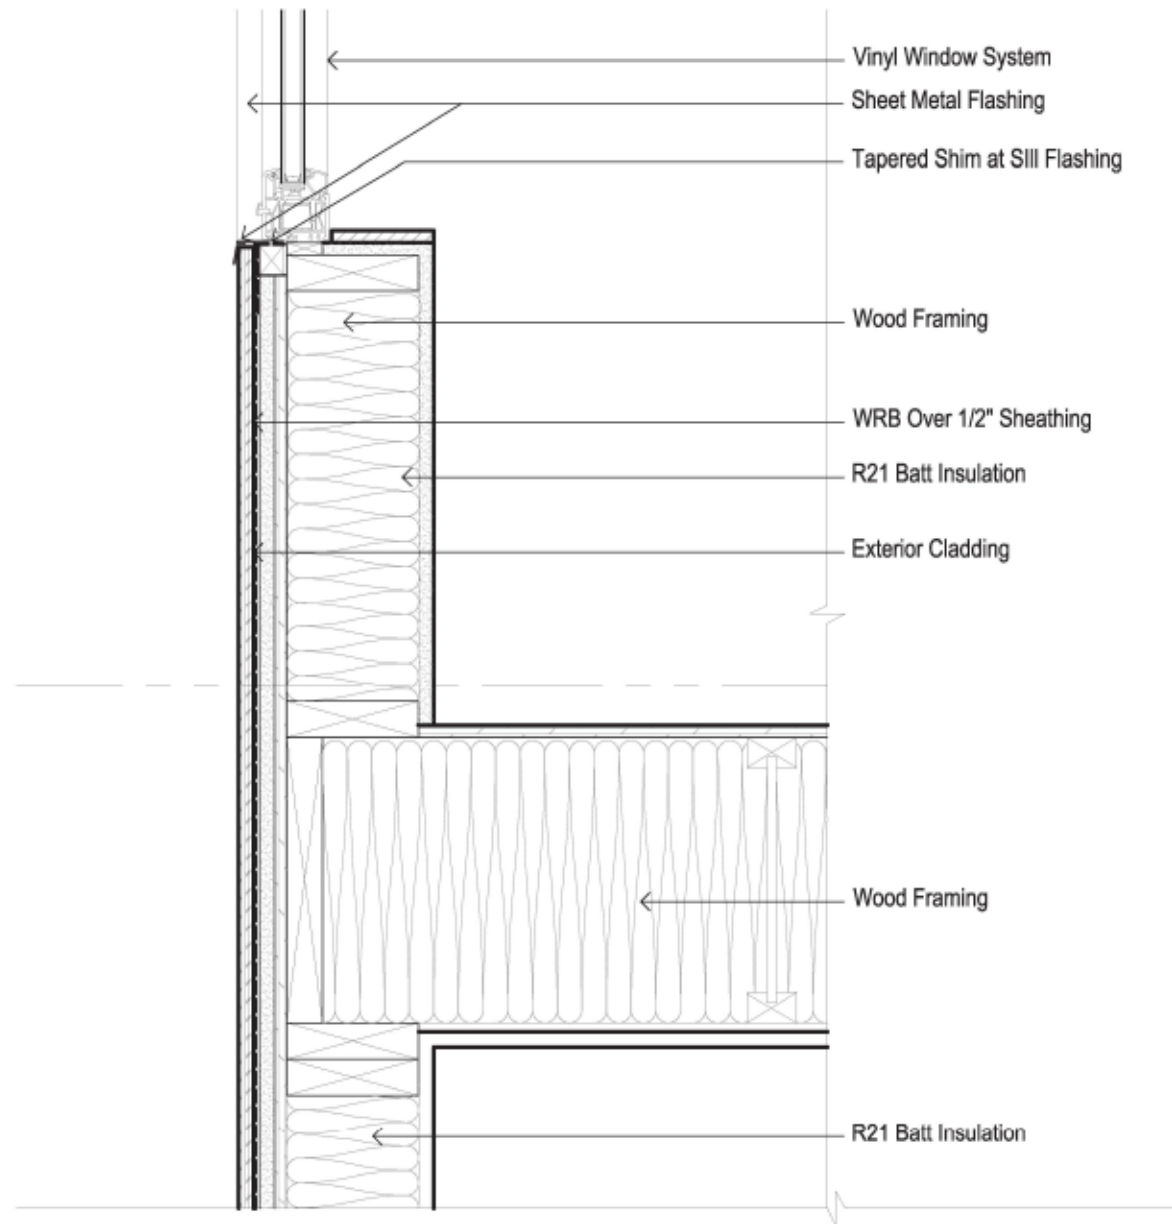 Vinyl Window System
Sheet Metal Flashing
Tapered Shim at SIll Flashing
Wood Framing
WRB Over 1/2" Sheathing
R21 Batt Insulation
Exterior Cladding
Wood Framing
R21 Batt Insulation